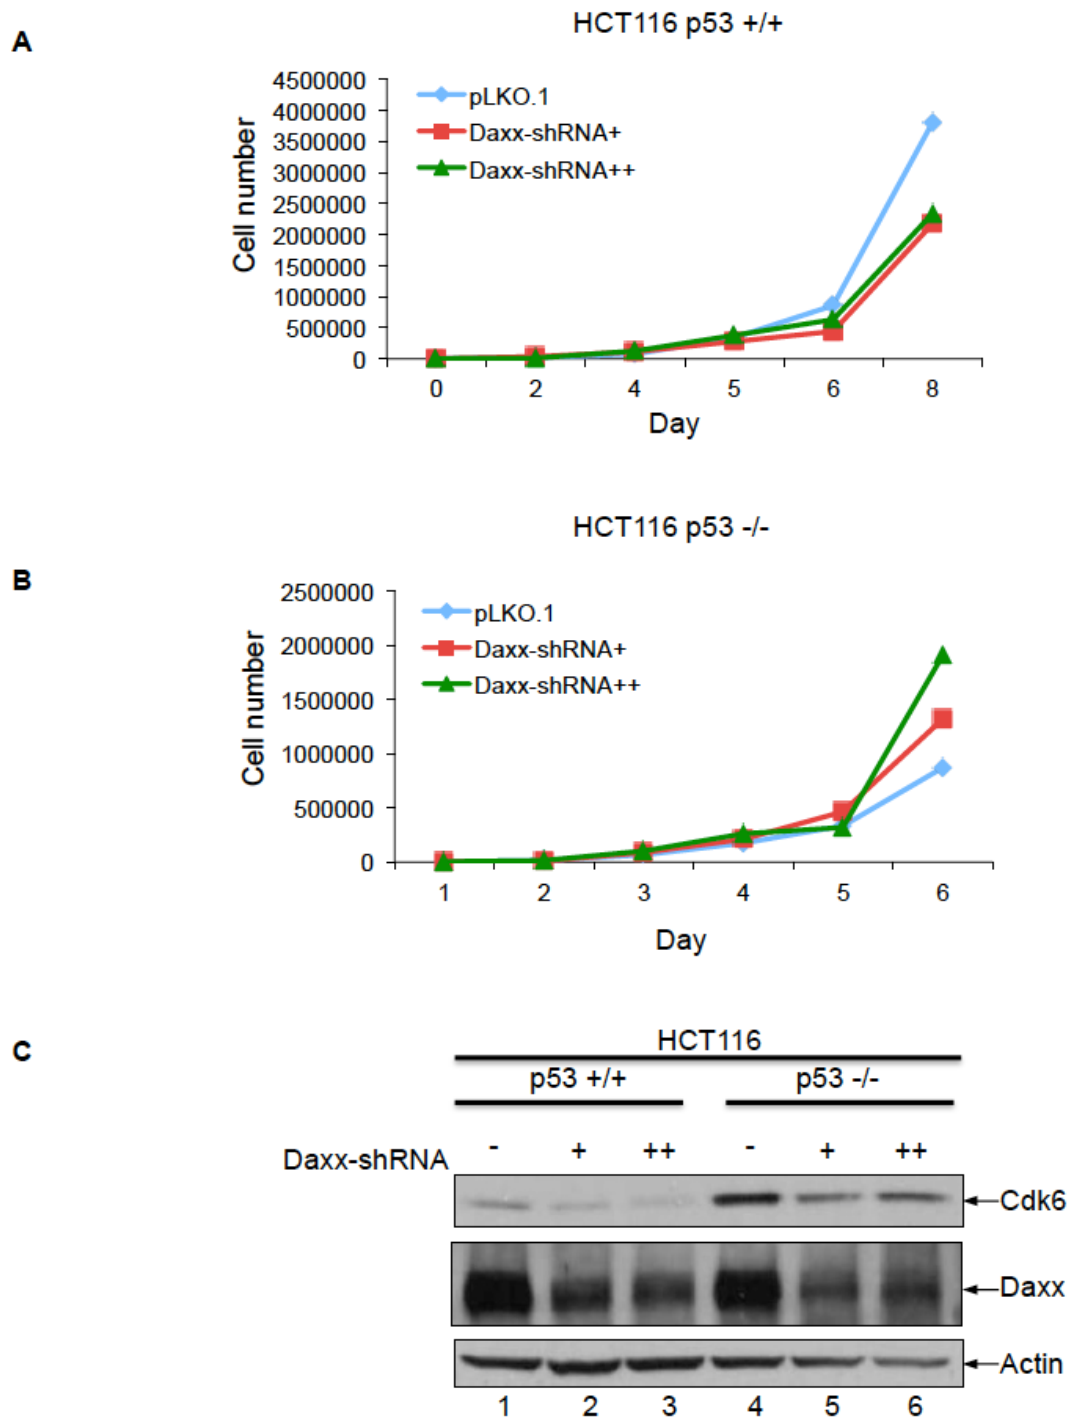 A
HCT116 p53 +/+
4500000
4000000
3500000
3000000
2500000
2000000
1500000
1000000
500000
0
Cell number
pLKO.1
Daxx-shRNA+
Daxx-shRNA++
0 2 4 5 6 8
Day
B
HCT116 p53 -/-
2500000
2000000
1500000
1000000
500000
0
Cell number
pLKO.1
Daxx-shRNA+
Daxx-shRNA++
1 2 3 4 5 6
Day
C
HCT116
p53 +/+ p53 -/-
Daxx-shRNA - + ++ - + ++
Cdk6
Daxx
Actin
1 2 3 4 5 6